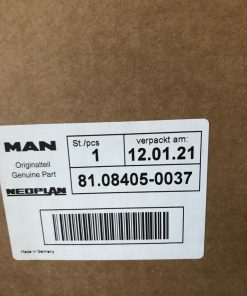 MAN
St./pcs
1
verpackt am:
12.01.21
Originalteil
Genuine Part
81.08405-0037
NEOPLAN
Made in Germany